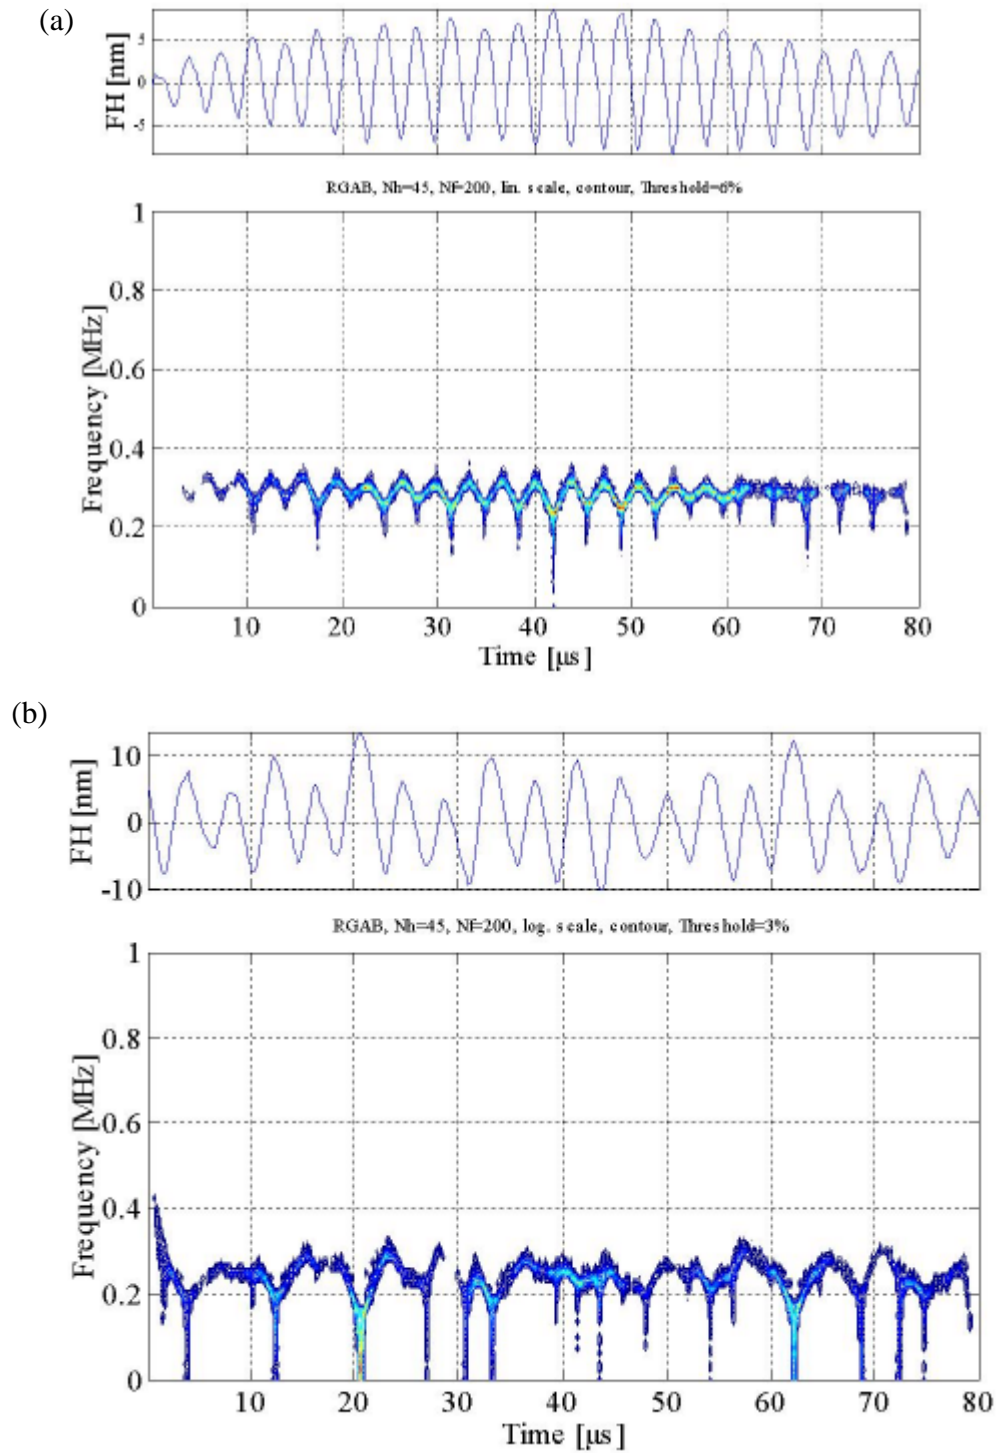 (a)
FH [nm]
5
0
-5
RGAB, Nh=45, Nf=200, lin. scale, contour, Threshold=6%
Frequency [MHz]
1
0.8
0.6
0.4
0.2
0
10 20 30 40 50 60 70 80
Time [μs]
(b)
FH [nm]
10
0
-10
RGAB, Nh=45, Nf=200, log. scale, contour, Threshold=3%
Frequency [MHz]
1
0.8
0.6
0.4
0.2
0
10 20 30 40 50 60 70 80
Time [μs]